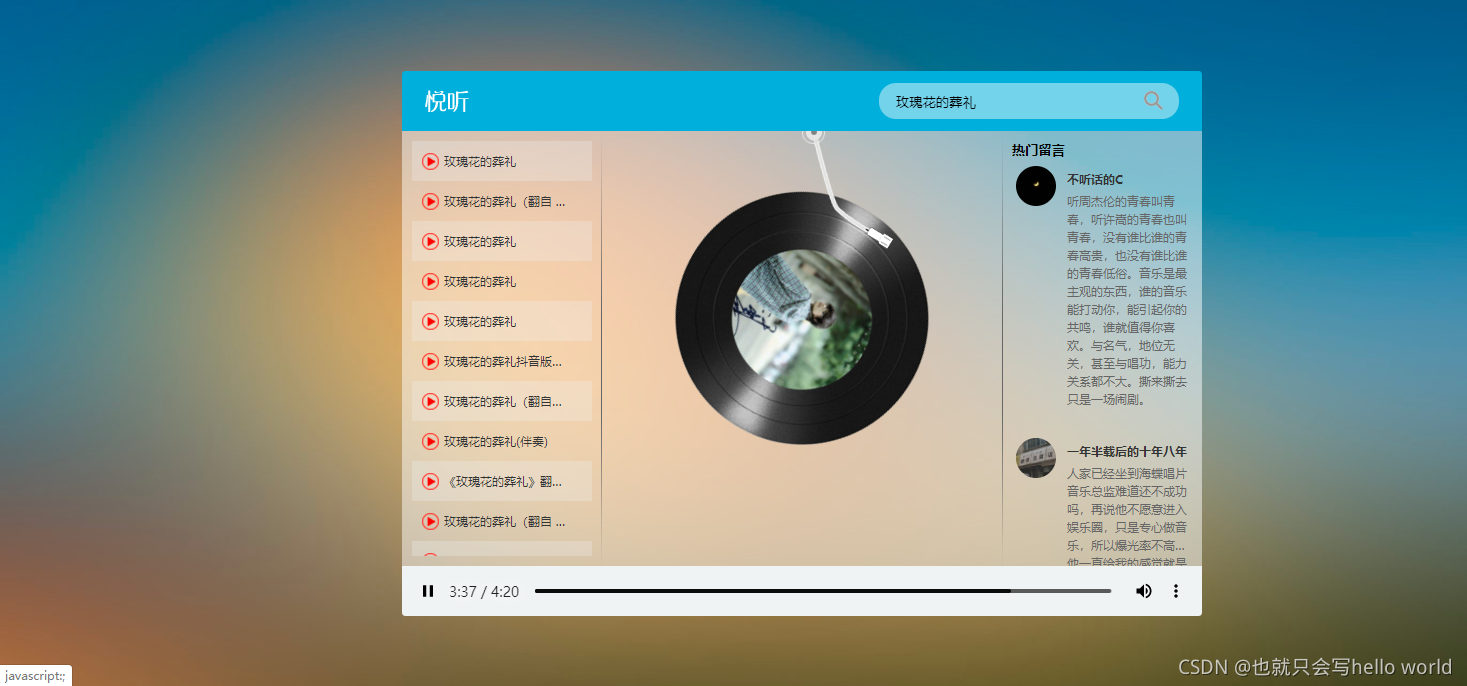 悦听
玫瑰花的葬礼
玫瑰花的葬礼
玫瑰花的葬礼（翻自 ...
玫瑰花的葬礼
玫瑰花的葬礼
玫瑰花的葬礼
玫瑰花的葬礼抖音版...
玫瑰花的葬礼（翻自...
玫瑰花的葬礼(伴奏)
《玫瑰花的葬礼》翻...
玫瑰花的葬礼（翻自 ...
热门留言
不听话的C
听周杰伦的青春叫青
春，听许嵩的青春也叫
青春，没有谁比谁的青
春高贵，也没有谁比谁
的青春低俗。音乐是最
主观的东西，谁的音乐
能打动你，能引起你的
共鸣，谁就值得你喜
欢。与名气，地位无
关，甚至与唱功，能力
关系都不大。撕来撕去
只是一场闹剧。
一年半载后的十年八年
人家已经坐到海蝶唱片
音乐总监难道还不成功
吗，再说他不愿意进入
娱乐圈，只是专心做音
乐，所以爆光率不高...
他一直给我的感觉就是
3:37 / 4:20
javascript:;
CSDN @也就只会写hello world